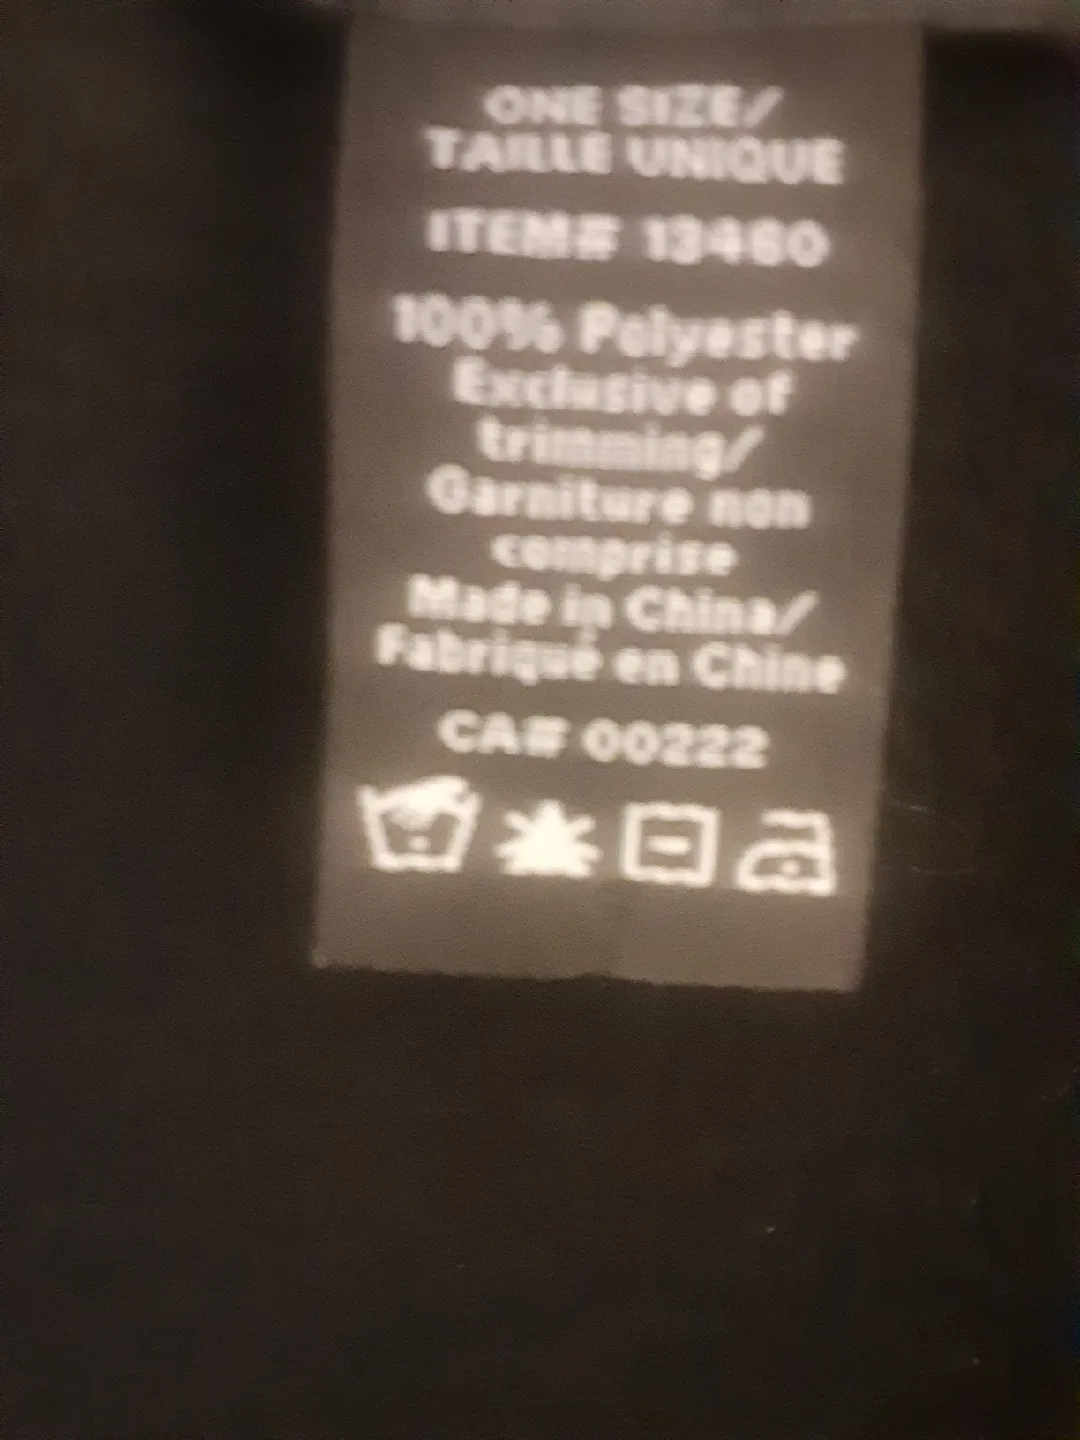 ONE SIZE/
TAILLE UNIQUE
ITEM# 13460
100% Polyester
Exclusive of
trimming/
Garniture non
comprise
Made in China/
Fabriqué en Chine
CA# 00222